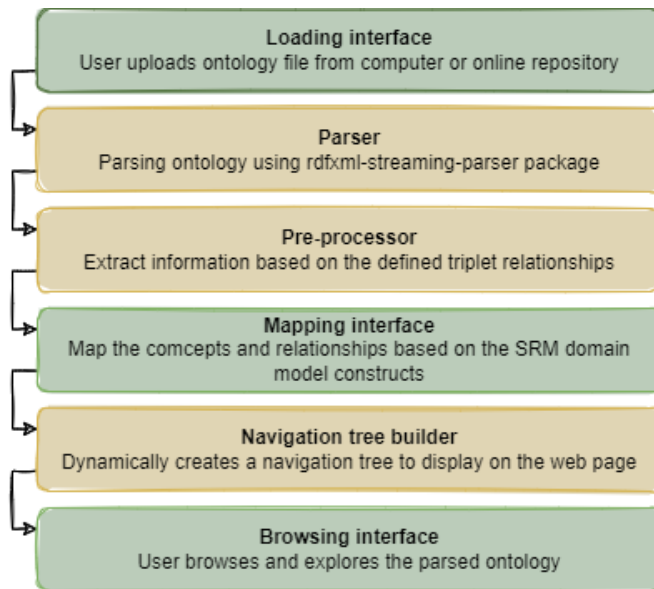 Loading interface
User uploads ontology file from computer or online repository
Parser
Parsing ontology using rdfxml-streaming-parser package
Pre-processor
Extract information based on the defined triplet relationships
Mapping interface
Map the comcepts and relationships based on the SRM domain
model constructs
Navigation tree builder
Dynamically creates a navigation tree to display on the web page
Browsing interface
User browses and explores the parsed ontology